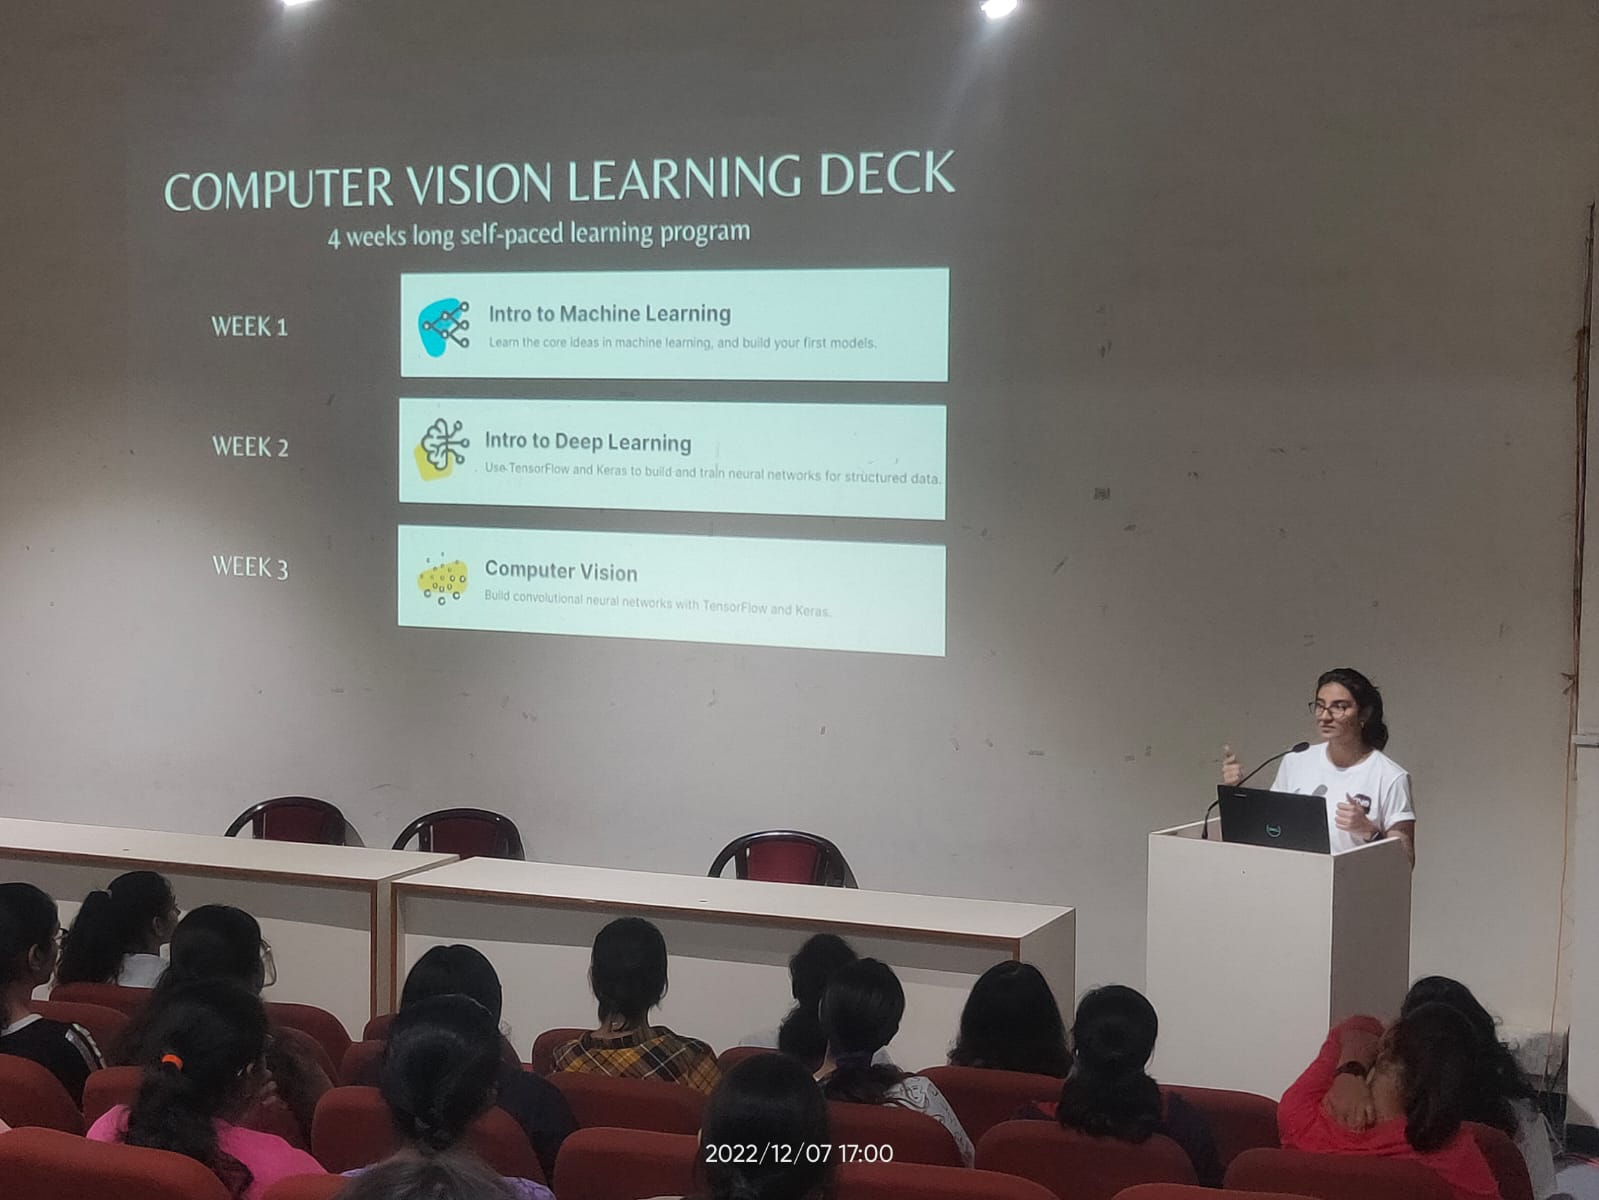 COMPUTER VISION LEARNING DECK
4 weeks long self-paced learning program
WEEK 1
Intro to Machine Learning
Learn the core ideas in machine learning, and build your first models.
WEEK 2
Intro to Deep Learning
Use TensorFlow and Keras to build and train neural networks for structured data.
WEEK 3
Computer Vision
Build convolutional neural networks with TensorFlow and Keras.
DELL
2022/12/07 17:00